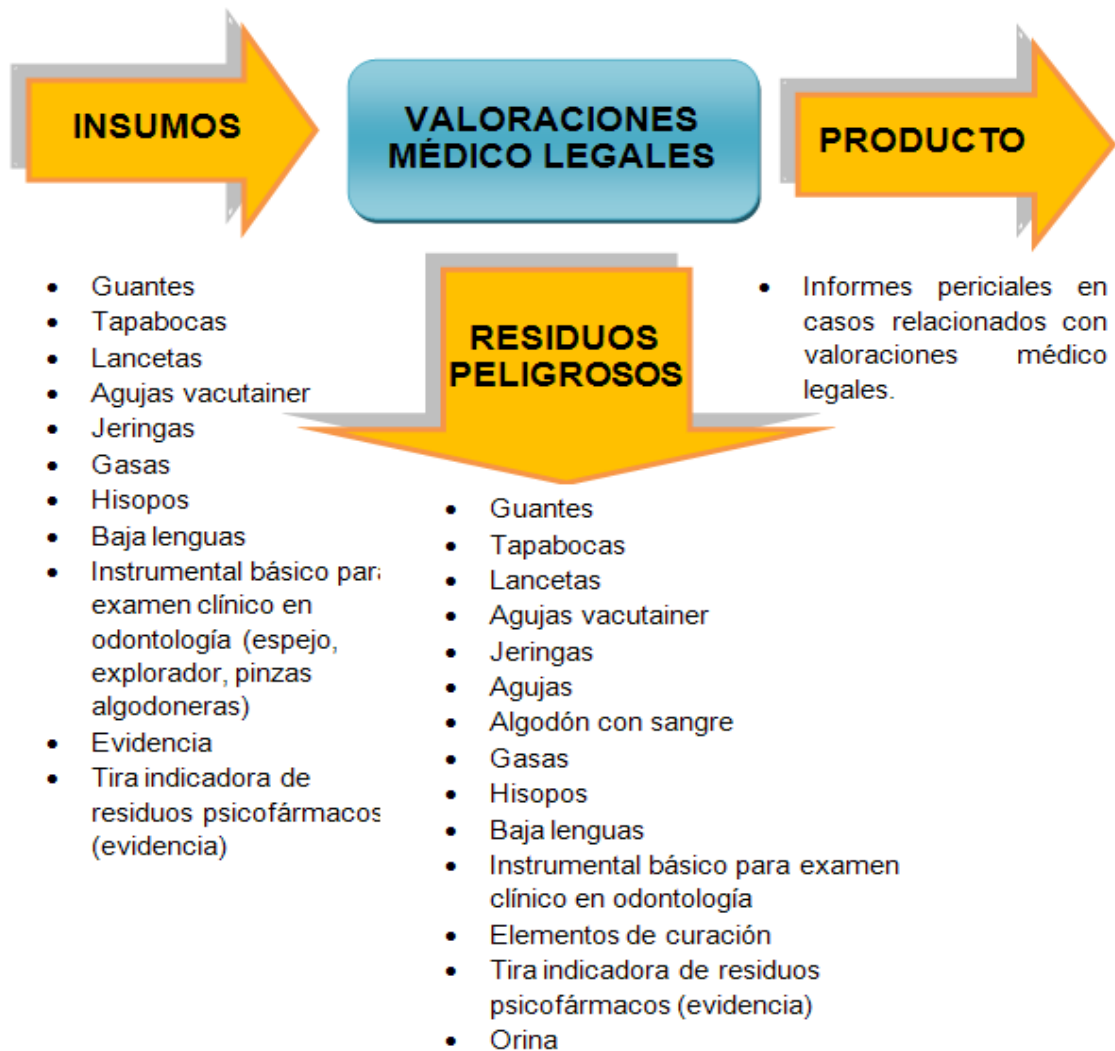 INSUMOS
VALORACIONES
MÉDICO LEGALES
PRODUCTO
• Guantes
• Tapabocas
• Lancetas
• Agujas vacutainer
• Jeringas
• Gasas
• Hisopos
• Baja lenguas
• Instrumental básico para
examen clínico en
odontología (espejo,
explorador, pinzas
algodoneras)
• Evidencia
• Tira indicadora de
residuos psicofármacos
(evidencia)
RESIDUOS
PELIGROSOS
• Guantes
• Tapabocas
• Lancetas
• Agujas vacutainer
• Jeringas
• Agujas
• Algodón con sangre
• Gasas
• Hisopos
• Baja lenguas
• Instrumental básico para examen
clínico en odontología
• Elementos de curación
• Tira indicadora de residuos
psicofármacos (evidencia)
• Orina
• Informes periciales en
casos relacionados con
valoraciones médico
legales.